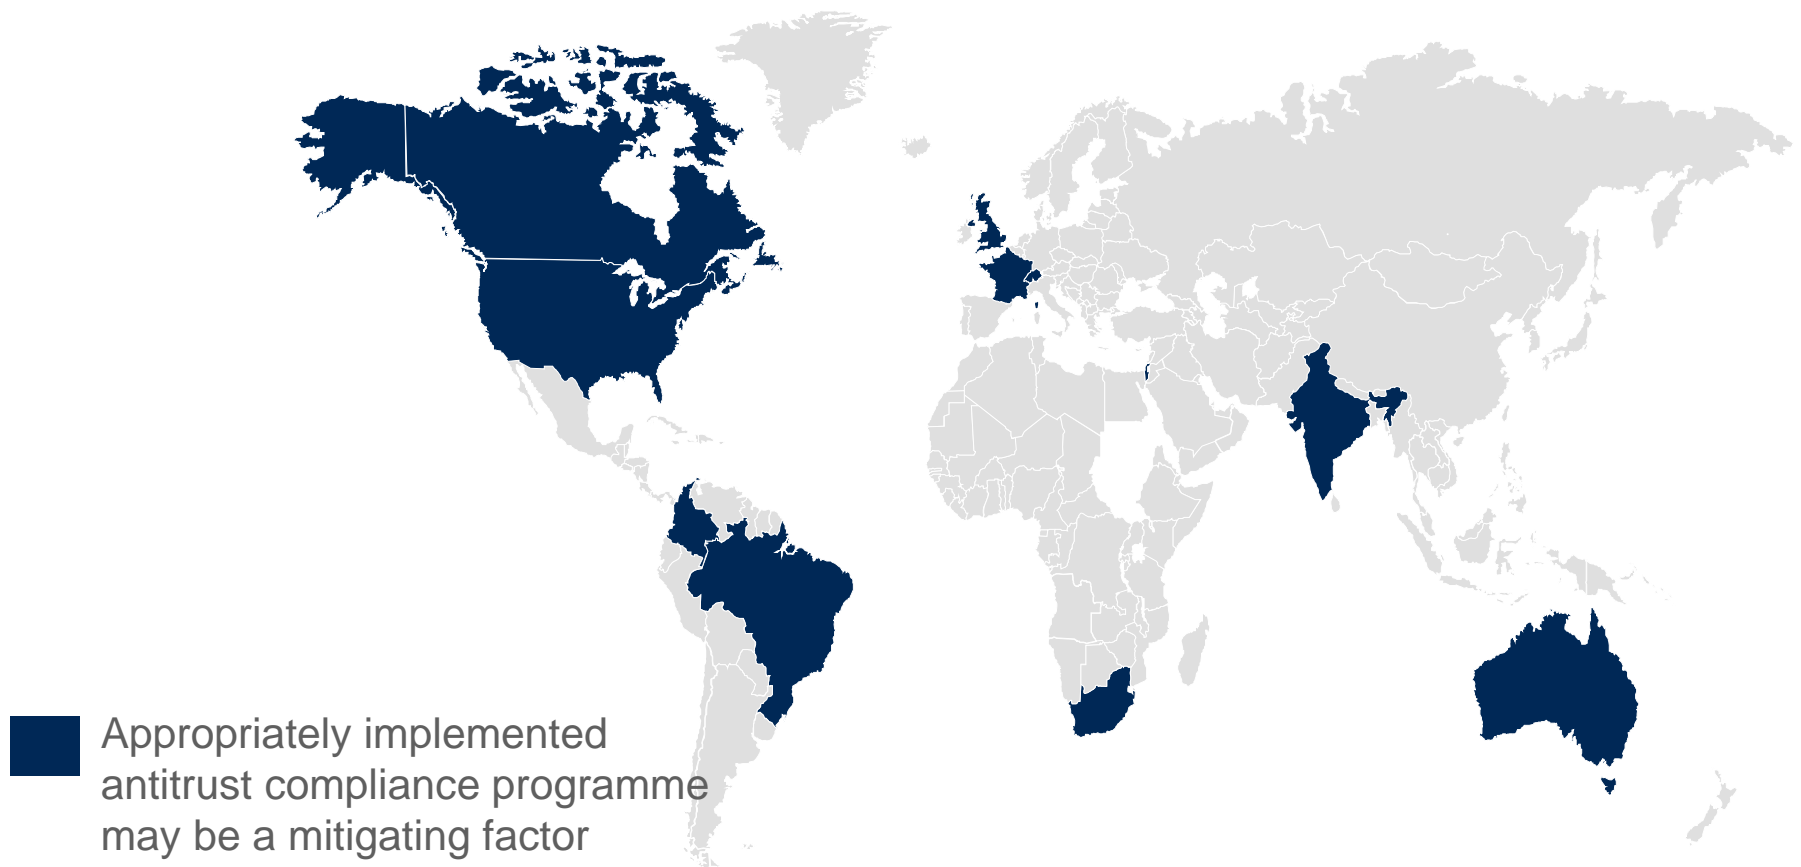 Appropriately implemented
antitrust compliance programme
may be a mitigating factor